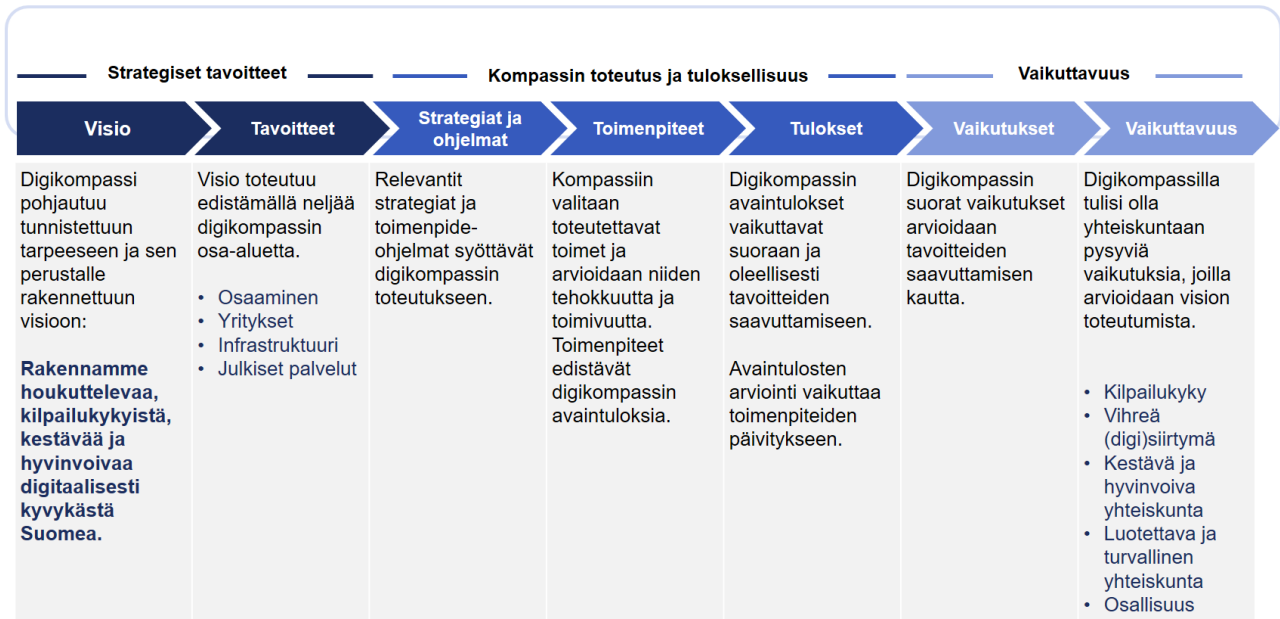 Strategiset tavoitteet
Kompassin toteutus ja tuloksellisuus
Vaikuttavuus
Visio
Tavoitteet
Strategiat ja
ohjelmat
Toimenpiteet
Tulokset
Vaikutukset
Vaikuttavuus
Digikompassi
pohjautuu
tunnistettuun
tarpeeseen ja sen
perustalle
rakennettuun
visioon:
Rakennamme
houkuttelevaa,
kilpailukykyistä,
kestävää ja
hyvinvoivaa
digitaalisesti
kyvykästä
Suomea.
Visio toteutuu
edistämällä neljää
digikompassin
osa-aluetta.
• Osaaminen
• Yritykset
• Infrastruktuuri
• Julkiset palvelut
Relevantit
strategiat ja
toimenpide-
ohjelmat syöttävät
digikompassin
toteutukseen.
Kompassiin
valitaan
toteutettavat
toimet ja
arvioidaan niiden
tehokkuutta ja
toimivuutta.
Toimenpiteet
edistävät
digikompassin
avaintuloksia.
Digikompassin
avaintulokset
vaikuttavat
suoraan ja
oleellisesti
tavoitteiden
saavuttamiseen.
Avaintulosten
arviointi vaikuttaa
toimenpiteiden
päivitykseen.
Digikompassin
suorat vaikutukset
arvioidaan
tavoitteiden
saavuttamisen
kautta.
Digikompassilla
tulisi olla
yhteiskuntaan
pysyviä
vaikutuksia, joilla
arvioidaan vision
toteutumista.
• Kilpailukyky
• Vihreä
(digi)siirtymä
• Kestävä ja
hyvinvoiva
yhteiskunta
• Luotettava ja
turvallinen
yhteiskunta
• Osallisuus